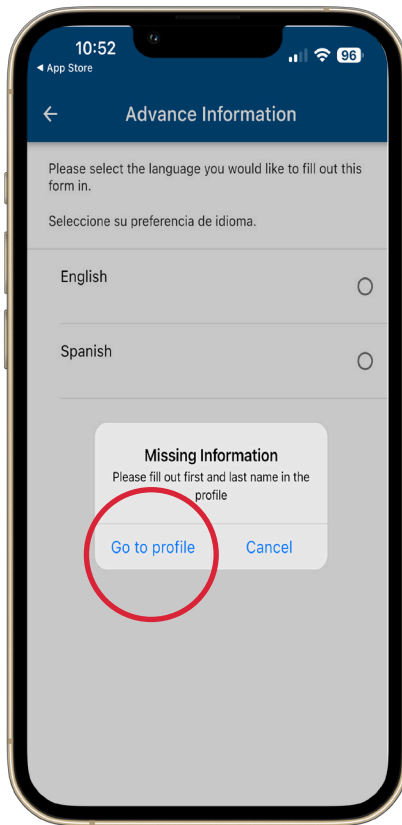 10:52
96
◀ App Store
Advance Information
Please select the language you would like to fill out this
form in.
Seleccione su preferencia de idioma.
English
Spanish
Missing Information
Please fill out first and last name in the
profile
Go to profile Cancel